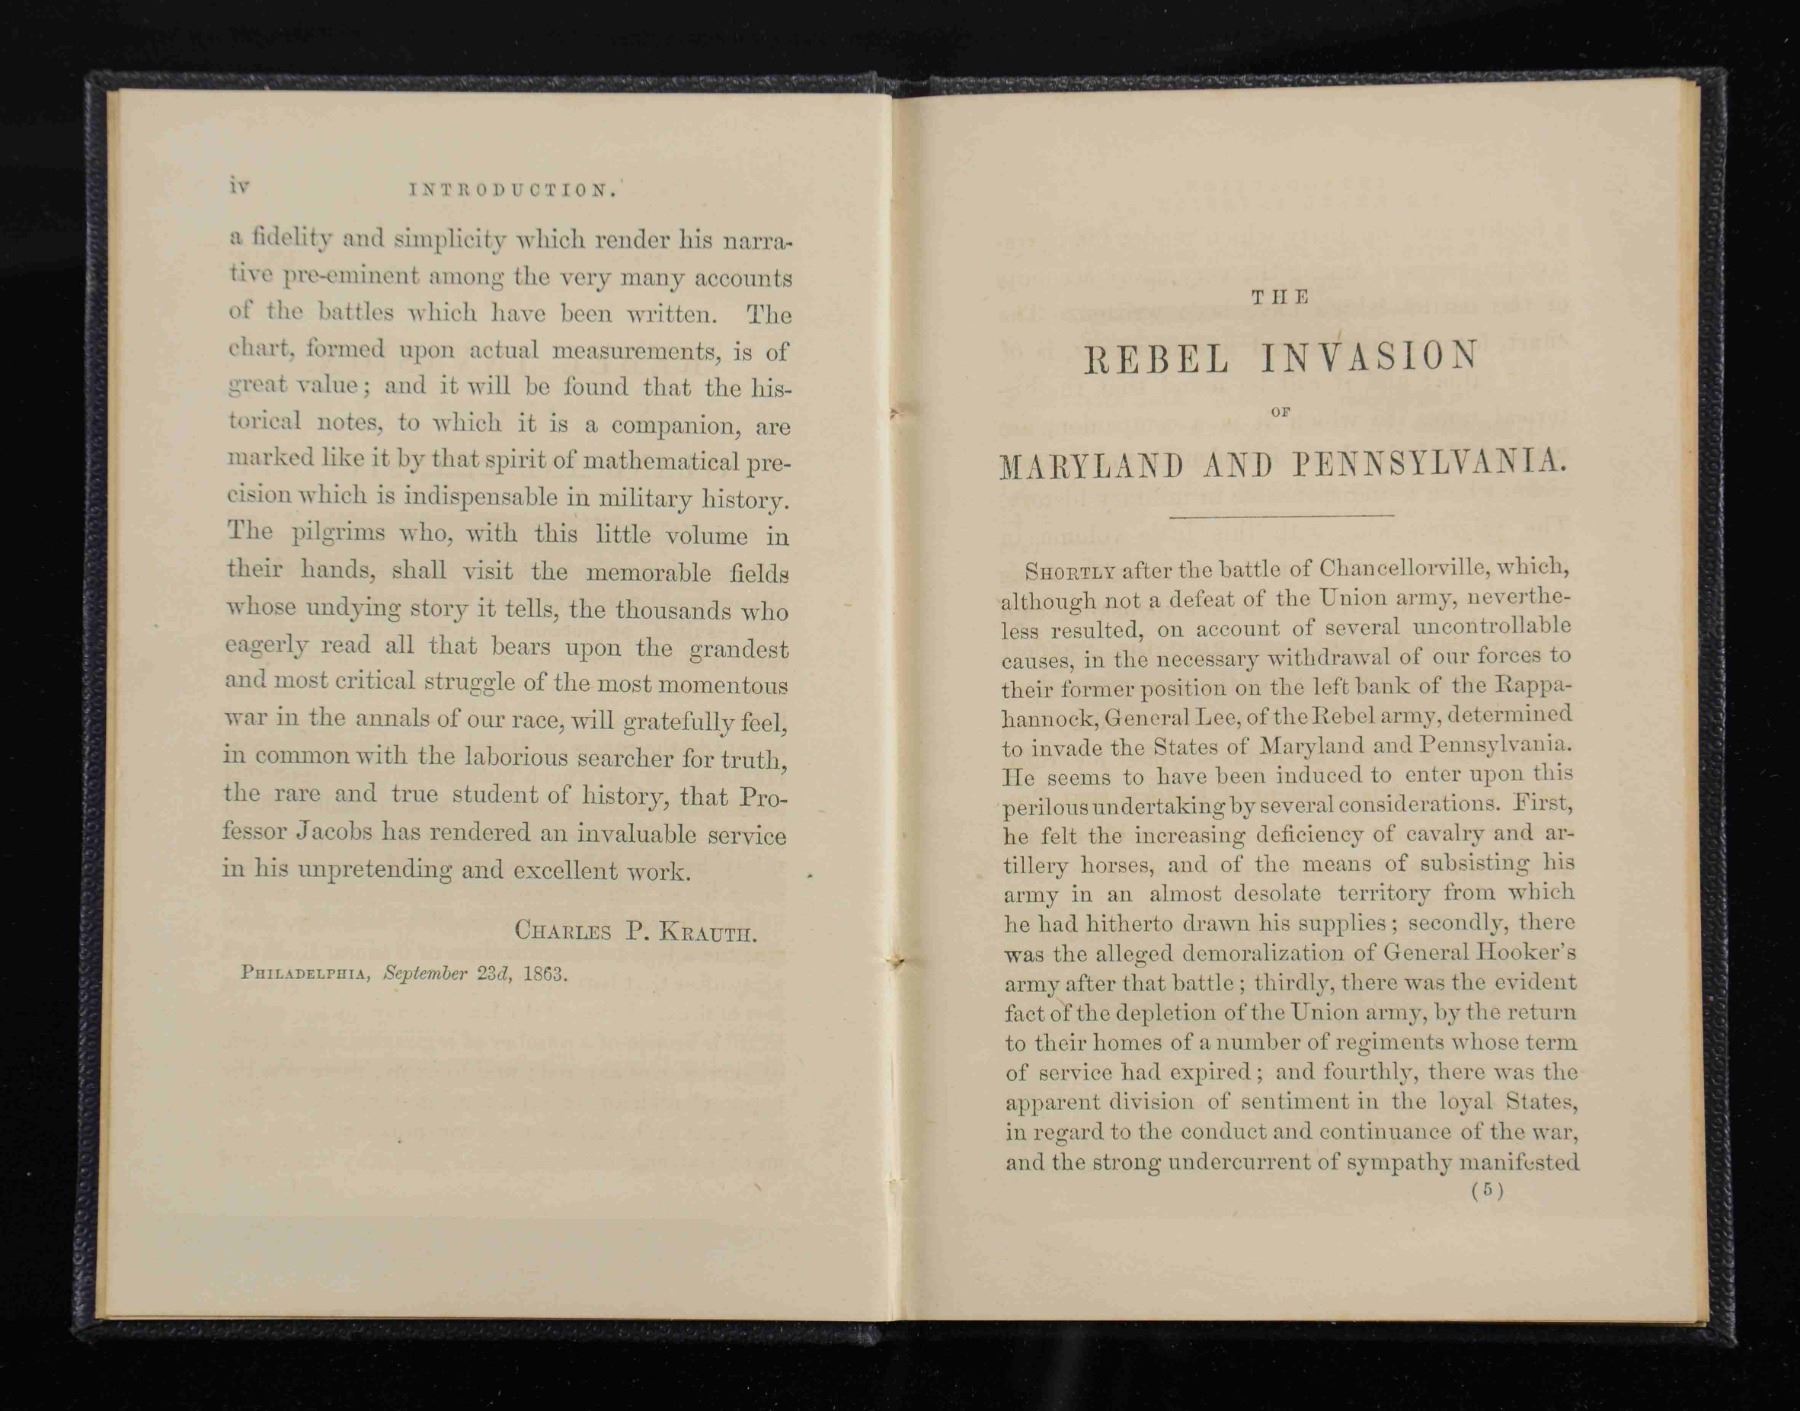 iv INTRODUCTION.
a fidelity and simplicity which render his narra-
tive pre-eminent among the very many accounts
of the battles which have been written. The
chart, formed upon actual measurements, is of
great value; and it will be found that the his-
torical notes, to which it is a companion, are
marked like it by that spirit of mathematical pre-
cision which is indispensable in military history.
The pilgrims who, with this little volume in
their hands, shall visit the memorable fields
whose undying story it tells, the thousands who
eagerly read all that bears upon the grandest
and most critical struggle of the most momentous
war in the annals of our race, will gratefully feel,
in common with the laborious searcher for truth,
the rare and true student of history, that Pro-
fessor Jacobs has rendered an invaluable service
in his unpretending and excellent work.
CHARLES P. KRAUTH.
PHILADELPHIA, September 23d, 1863.
THE
REBEL INVASION
OF
MARYLAND AND PENNSYLVANIA.
SHORTLY after the battle of Chancellorville, which,
although not a defeat of the Union army, neverthe-
less resulted, on account of several uncontrollable
causes, in the necessary withdrawal of our forces to
their former position on the left bank of the Rappa-
hannock, General Lee, of the Rebel army, determined
to invade the States of Maryland and Pennsylvania.
He seems to have been induced to enter upon this
perilous undertaking by several considerations. First,
he felt the increasing deficiency of cavalry and ar-
tillery horses, and of the means of subsisting his
army in an almost desolate territory from which
he had hitherto drawn his supplies; secondly, there
was the alleged demoralization of General Hooker's
army after that battle; thirdly, there was the evident
fact of the depletion of the Union army, by the return
to their homes of a number of regiments whose term
of service had expired; and fourthly, there was the
apparent division of sentiment in the loyal States,
in regard to the conduct and continuance of the war,
and the strong undercurrent of sympathy manifested
(5)